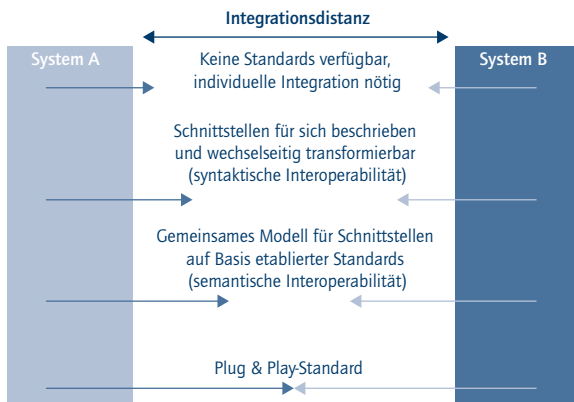 Integrationsdistanz
System A
Keine Standards verfügbar,
individuelle Integration nötig
System B
Schnittstellen für sich beschrieben
und wechselseitig transformierbar
(syntaktische Interoperabilität)
Gemeinsames Modell für Schnittstellen
auf Basis etablierter Standards
(semantische Interoperabilität)
Plug & Play-Standard